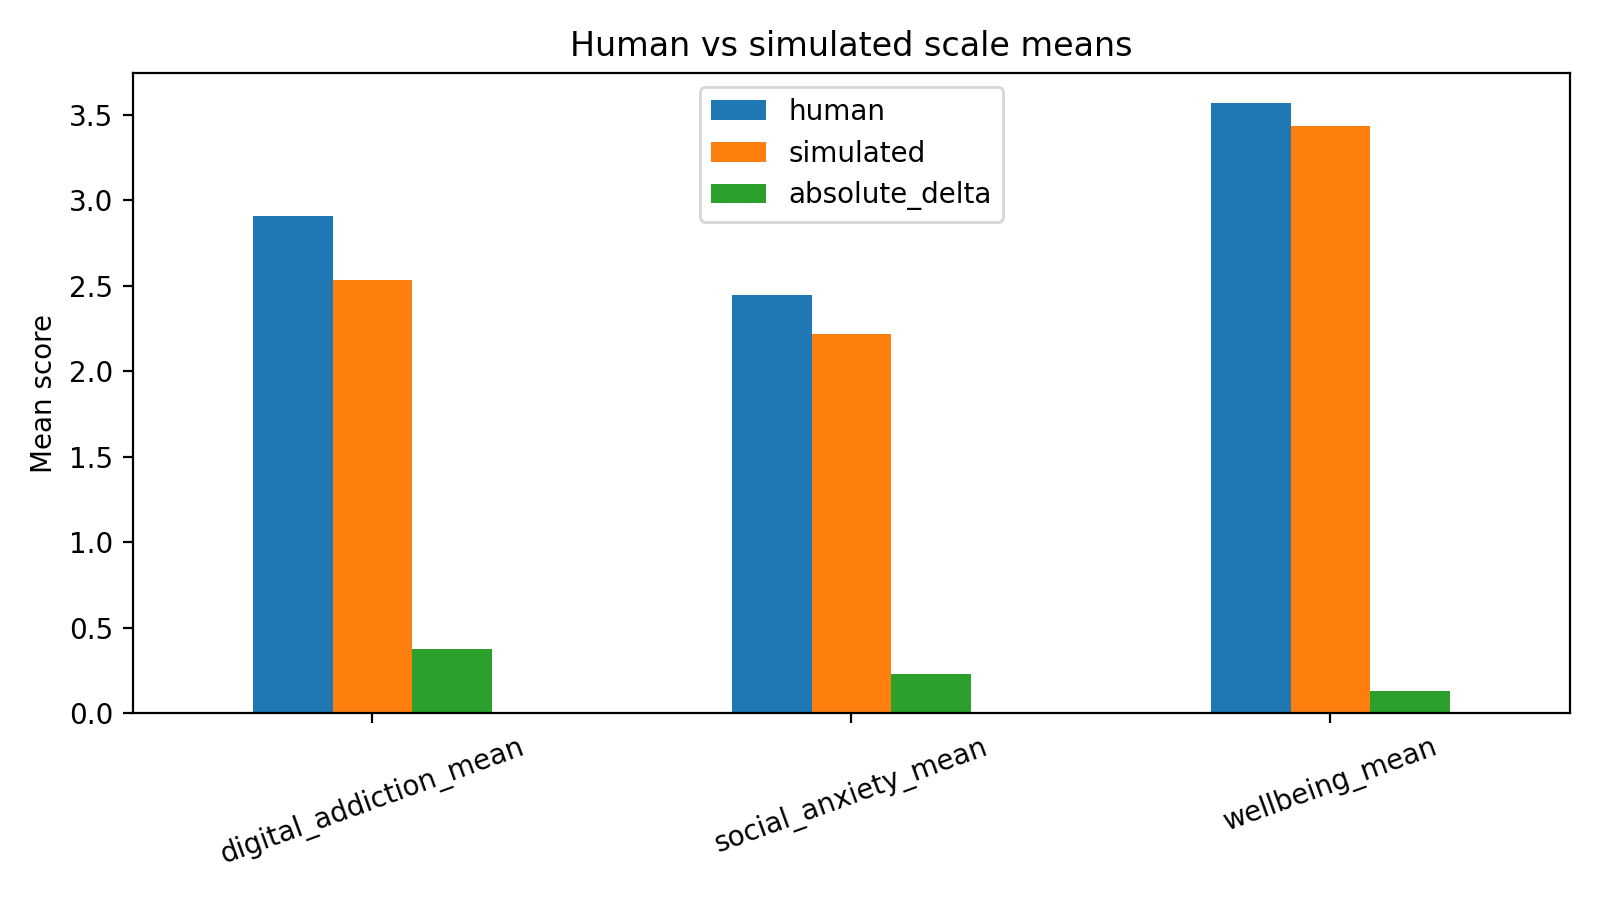 Human vs simulated scale means
human
simulated
absolute_delta
Mean score
3.5
3.0
2.5
2.0
1.5
1.0
0.5
0.0
digital_addiction_mean
social_anxiety_mean
wellbeing_mean